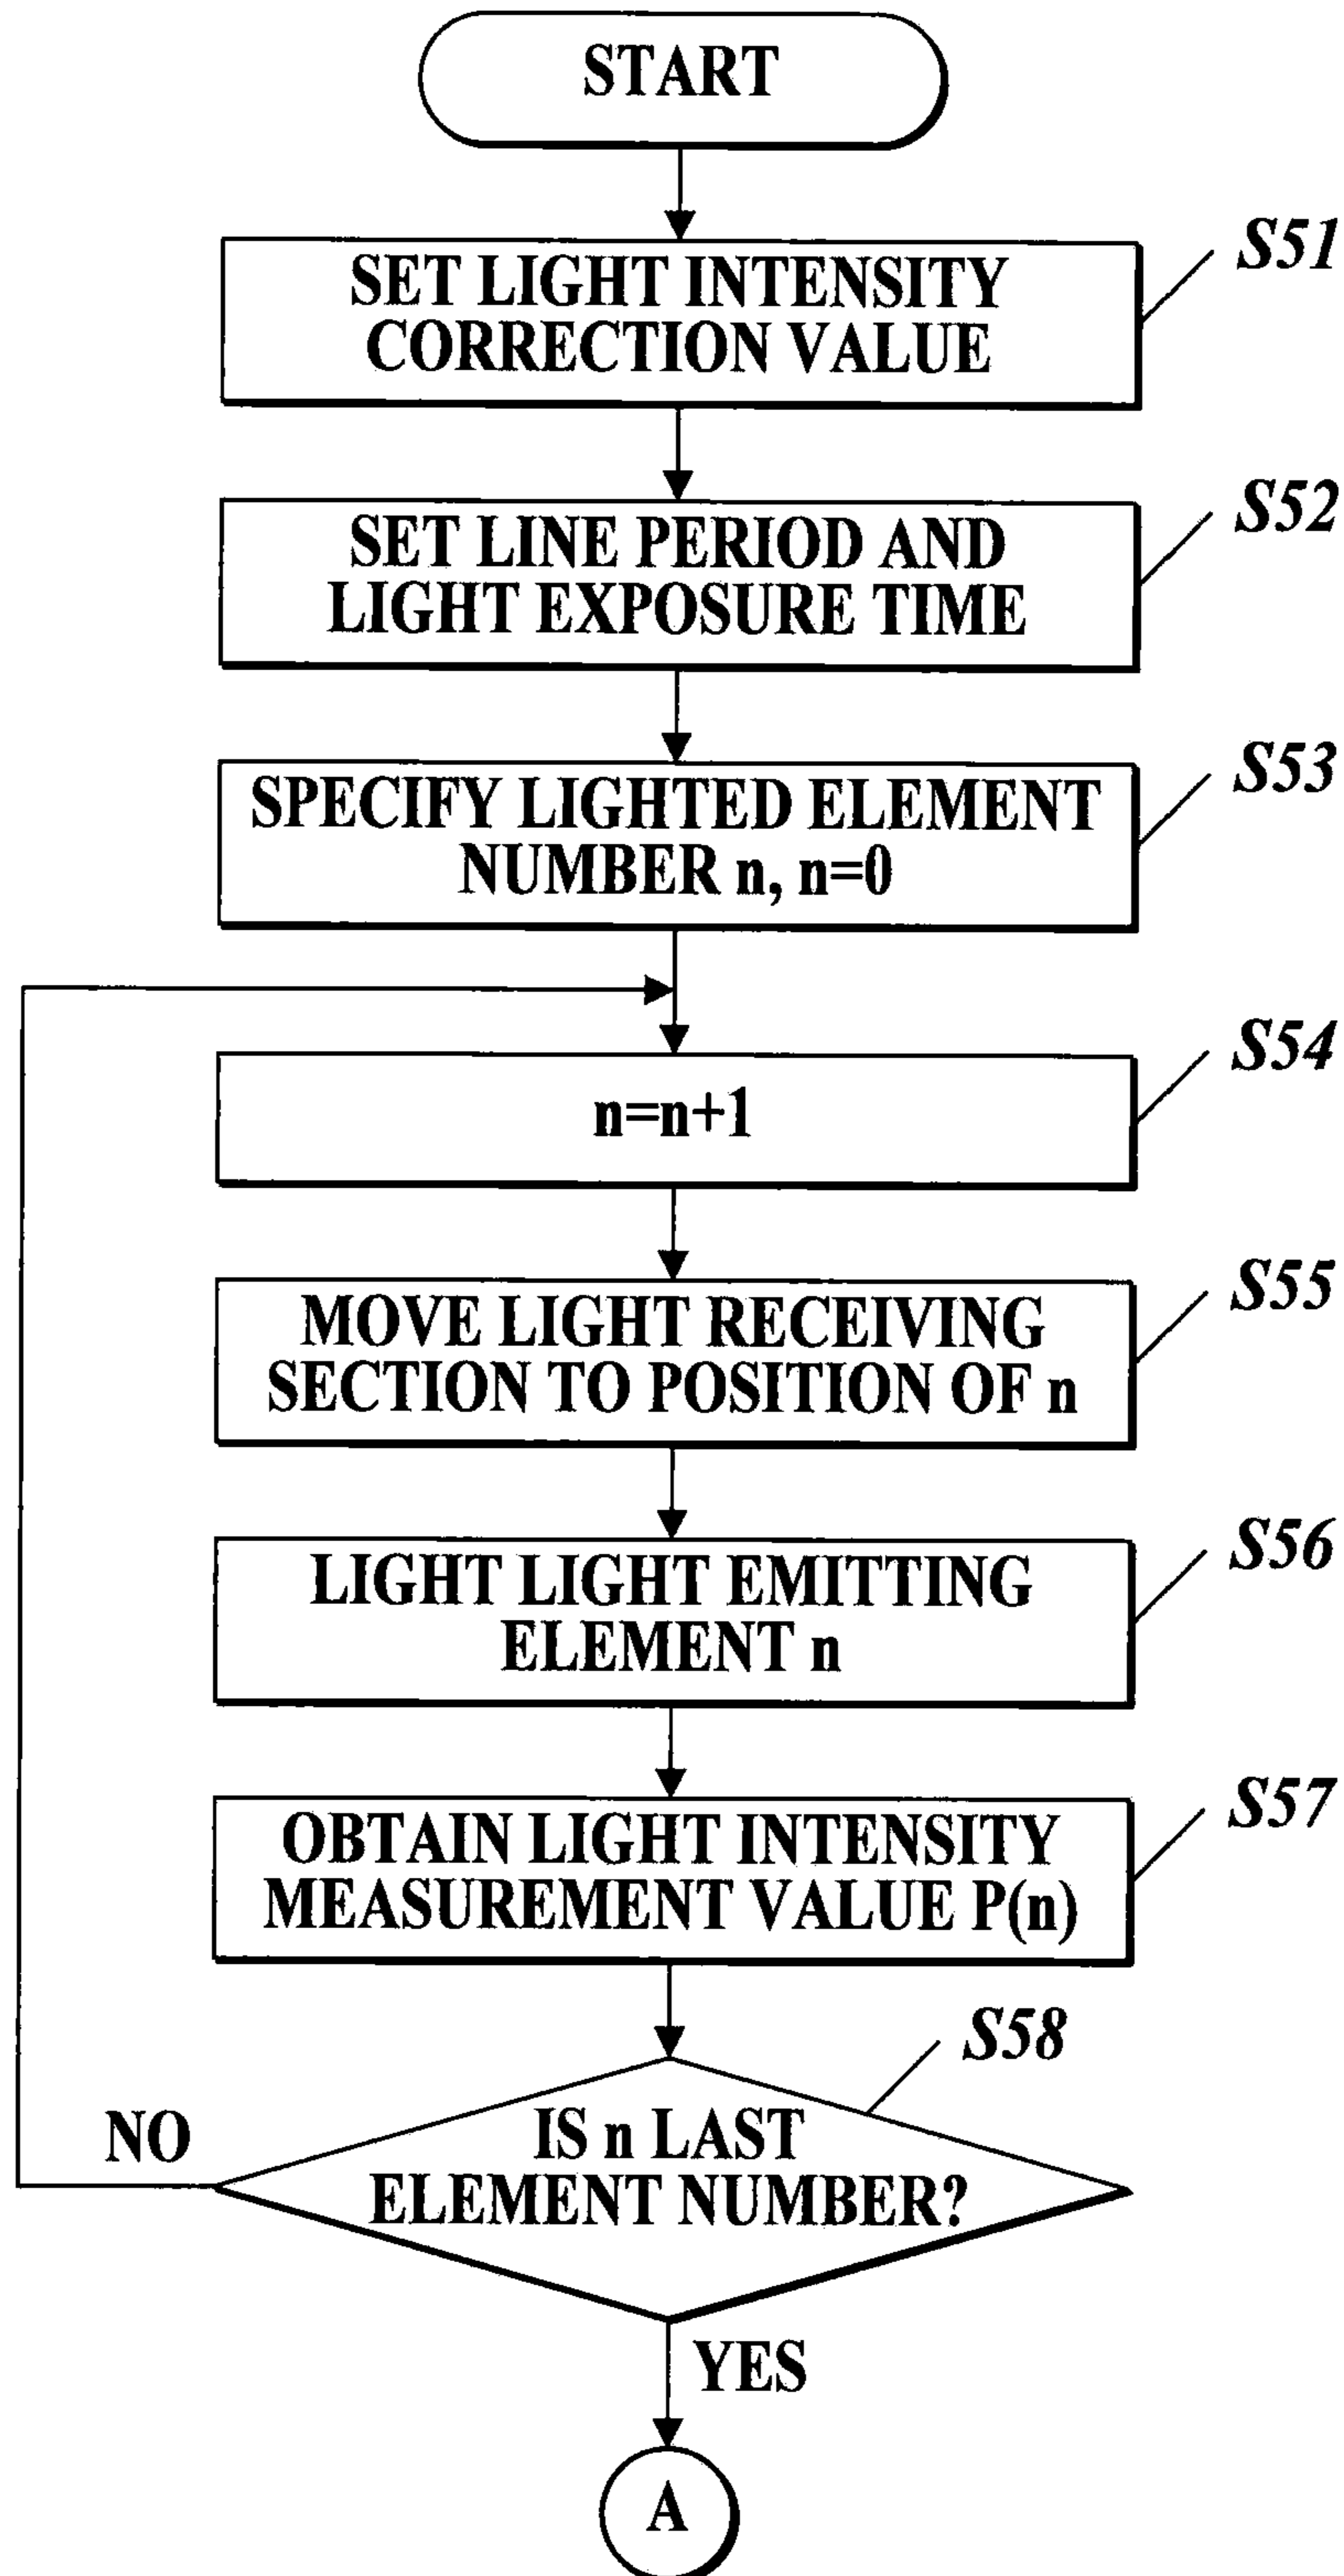 START
S51
SET LIGHT INTENSITY
CORRECTION VALUE
S52
SET LINE PERIOD AND
LIGHT EXPOSURE TIME
S53
SPECIFY LIGHTED ELEMENT
NUMBER n, n=0
S54
n=n+1
S55
MOVE LIGHT RECEIVING
SECTION TO POSITION OF n
S56
LIGHT LIGHT EMITTING
ELEMENT n
S57
OBTAIN LIGHT INTENSITY
MEASUREMENT VALUE P(n)
S58
NO
IS n LAST
ELEMENT NUMBER?
YES
A